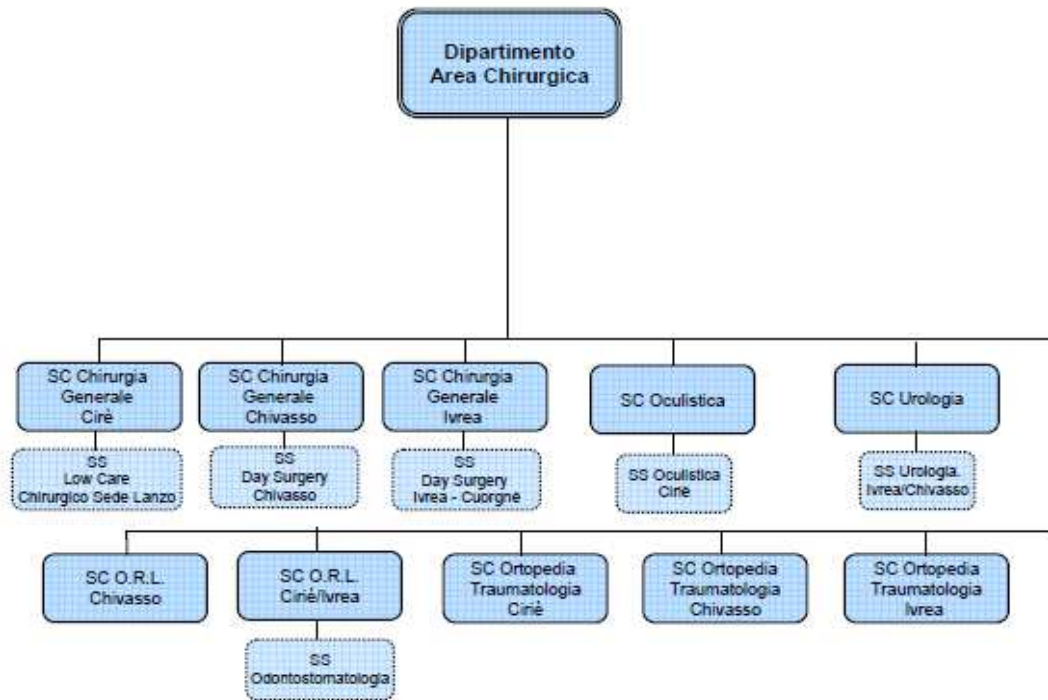 Dipartimento
Area Chirurgica
SC Chirurgia
Generale
Cirè
SC Chirurgia
Generale
Chivasso
SC Chirurgia
Generale
Ivrea
SC Oculistica
SC Urologia
SS
Low Care
Chirurgico Sede Lanzo
SS
Day Surgery
Chivasso
SS
Day Surgery
Ivrea - Cuorgnè
SS Oculistica
Ciriè
SS Urologia.
Ivrea/Chivasso
SC O.R.L.
Chivasso
SC O.R.L.
Ciriè/Ivrea
SC Ortopedia
Traumatologia
Ciriè
SC Ortopedia
Traumatologia
Chivasso
SC Ortopedia
Traumatologia
Ivrea
SS
Odontostomatologia